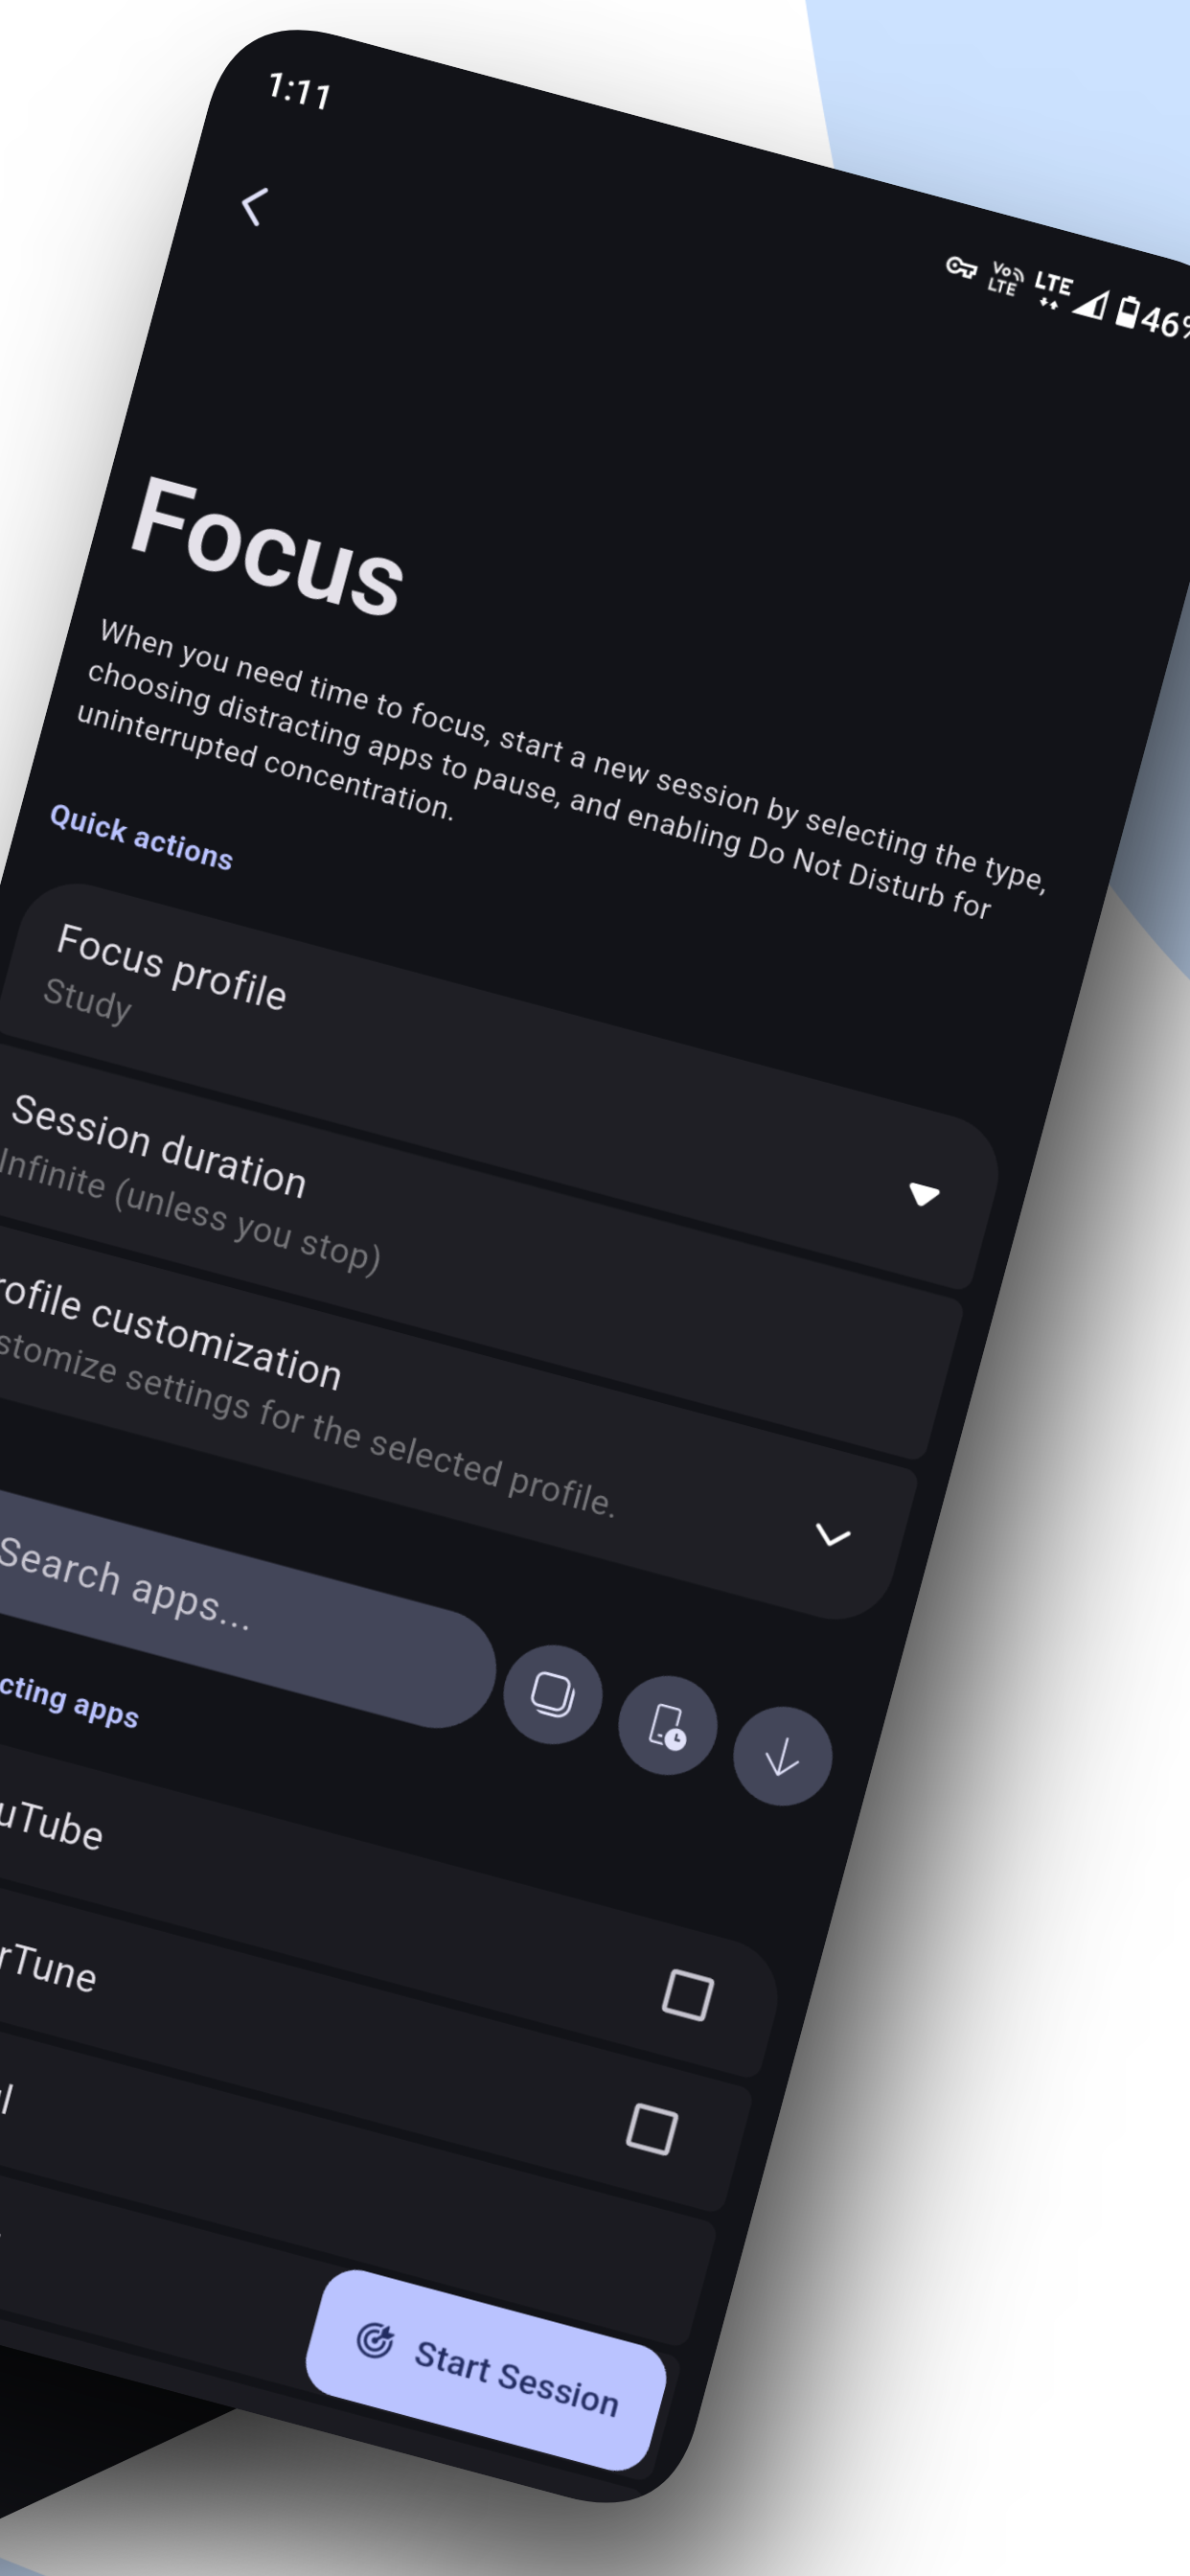 1:11
Vo
LTE
LTE
46%
Focus
When you need time to focus, start a new session by selecting the type,
choosing distracting apps to pause, and enabling Do Not Disturb for
uninterrupted concentration.
Quick actions
Focus profile
Study
Session duration
Infinite (unless you stop)
rofile customization
stomize settings for the selected profile.
Search apps...
cting apps
uTube
rTune
Start Session